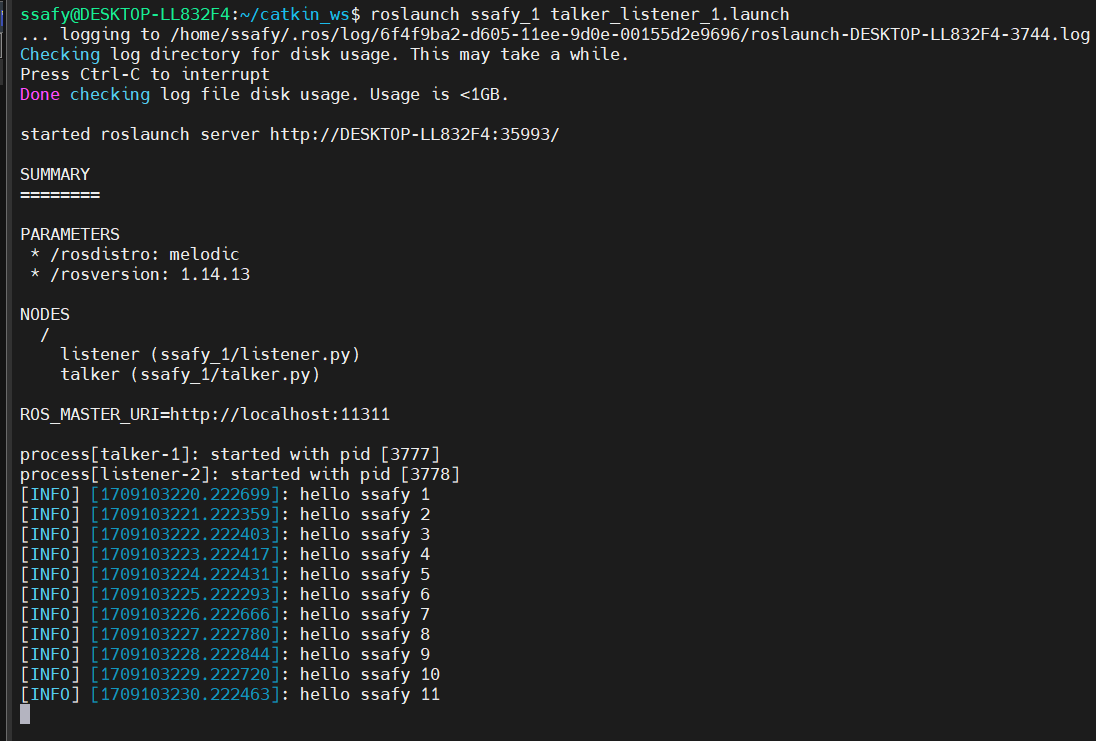 ssafy@DESKTOP-LL832F4:~/catkin_ws$ roslaunch ssafy_1 talker_listener_1.launch
... logging to /home/ssafy/.ros/log/6f4f9ba2-d605-11ee-9d0e-00155d2e9696/roslaunch-DESKTOP-LL832F4-3744.log
Checking log directory for disk usage. This may take a while.
Press Ctrl-C to interrupt
Done checking log file disk usage. Usage is <1GB.

started roslaunch server http://DESKTOP-LL832F4:35993/

SUMMARY
========

PARAMETERS
 * /rosdistro: melodic
 * /rosversion: 1.14.13

NODES
  /
    listener (ssafy_1/listener.py)
    talker (ssafy_1/talker.py)

ROS_MASTER_URI=http://localhost:11311

process[talker-1]: started with pid [3777]
process[listener-2]: started with pid [3778]
[INFO] [1709103220.222699]: hello ssafy 1
[INFO] [1709103221.222359]: hello ssafy 2
[INFO] [1709103222.222403]: hello ssafy 3
[INFO] [1709103223.222417]: hello ssafy 4
[INFO] [1709103224.222431]: hello ssafy 5
[INFO] [1709103225.222293]: hello ssafy 6
[INFO] [1709103226.222666]: hello ssafy 7
[INFO] [1709103227.222780]: hello ssafy 8
[INFO] [1709103228.222844]: hello ssafy 9
[INFO] [1709103229.222720]: hello ssafy 10
[INFO] [1709103230.222463]: hello ssafy 11